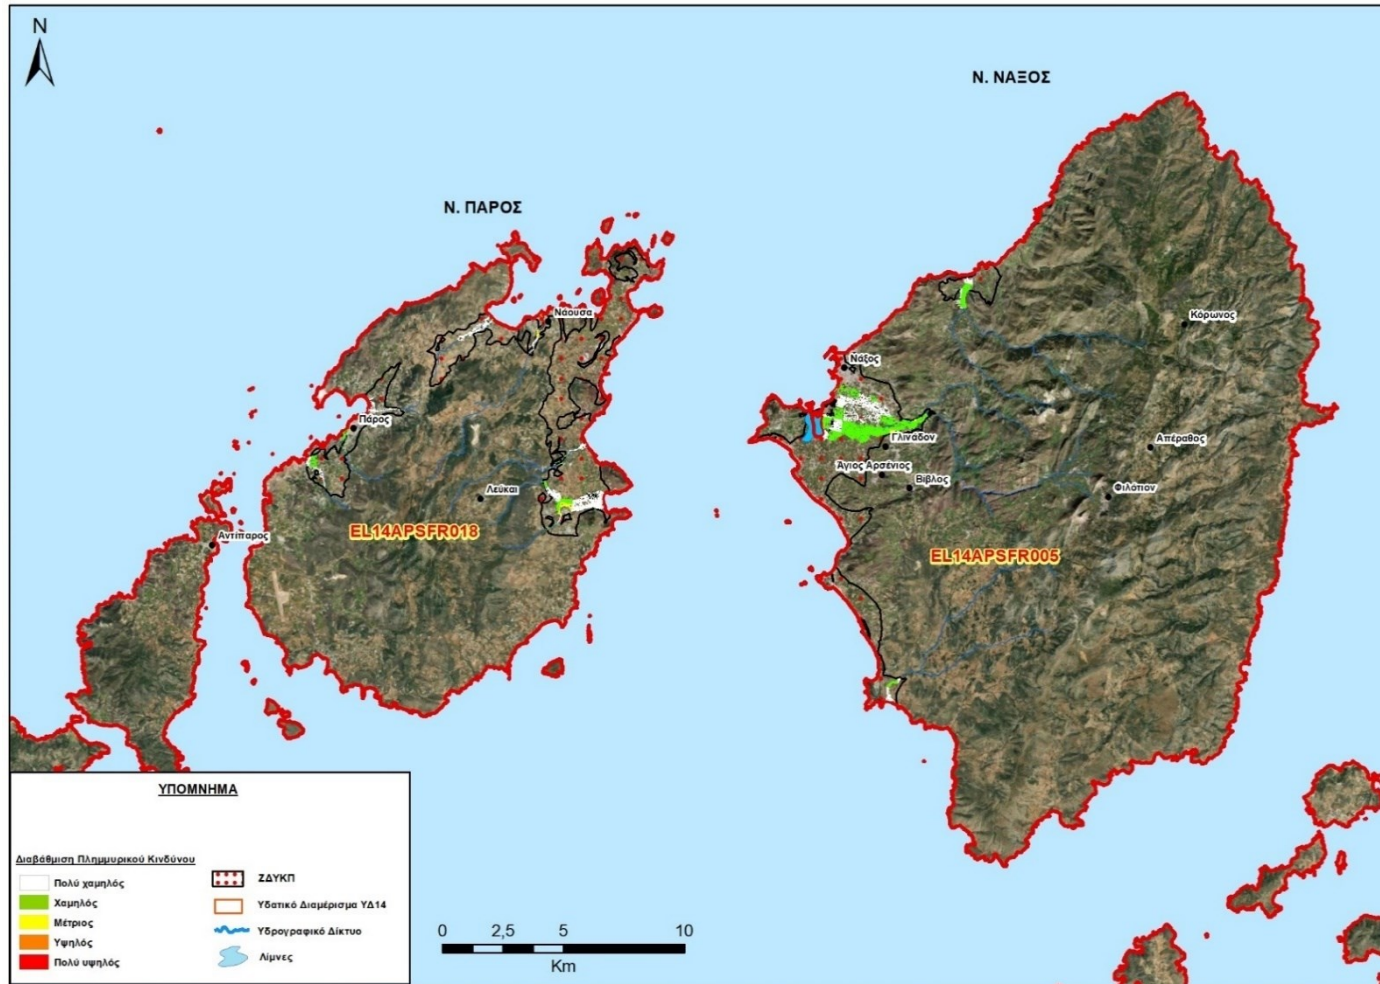 N
Ν. ΝΑΞΟΣ
Ν. ΠΑΡΟΣ
Νάουσα
Κόρωνος
Νάξος
Πάρος
Γλινάδον
Απέραθος
Άγιος Αρσένιος
Βίβλος
Φιλότιον
Λεύκαι
EL14APSFR018
Αντίπαρος
EL14APSFR005
ΥΠΟΜΝΗΜΑ
Διαβάθμιση Πλημμυρικού Κινδύνου
Πολύ χαμηλός
Χαμηλός
Μέτριος
Υψηλός
Πολύ υψηλός
ΖΔΥΚΠ
Υδατικό Διαμέρισμα ΥΔ14
Υδρογραφικό Δίκτυο
Λίμνες
0 2,5 5 10
Km